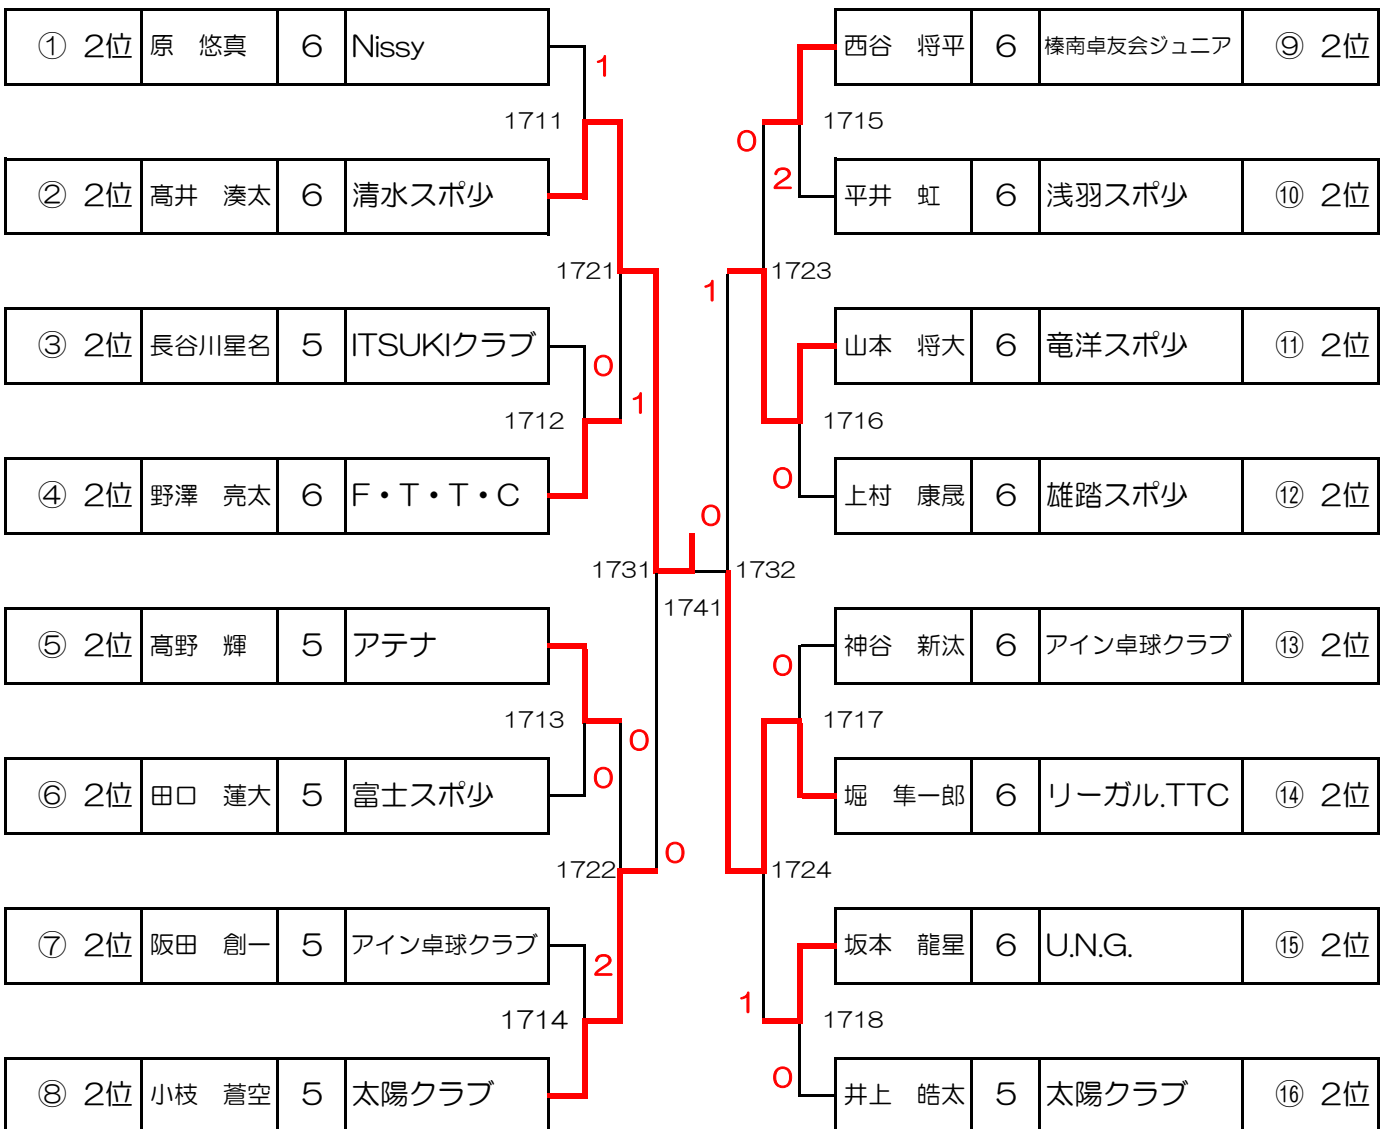 ① 2位 原 悠真 6 Nissy
1
1711
② 2位 髙井 湊太 6 清水スポ少
1721
③ 2位 長谷川星名 5 ITSUKIクラブ
0
1
1712
④ 2位 野澤 亮太 6 F・T・T・C
0
1731
1741
⑤ 2位 髙野 輝 5 アテナ
1713
0
0
⑥ 2位 田口 蓮大 5 富士スポ少
0
1722
⑦ 2位 阪田 創一 5 アイン卓球クラブ
2
1714
⑧ 2位 小枝 蒼空 5 太陽クラブ
西谷 将平 6 榛南卓友会ジュニア ⑨ 2位
1715
0
2
平井 虹 6 浅羽スポ少 ⑩ 2位
1723
1
山本 将大 6 竜洋スポ少 ⑪ 2位
1716
0
上村 康晟 6 雄踏スポ少 ⑫ 2位
1732
神谷 新汰 6 アイン卓球クラブ ⑬ 2位
0
1717
堀 隼一郎 6 リーガル.TTC ⑭ 2位
1724
坂本 龍星 6 U.N.G. ⑮ 2位
1
1718
0
井上 皓太 5 太陽クラブ ⑯ 2位